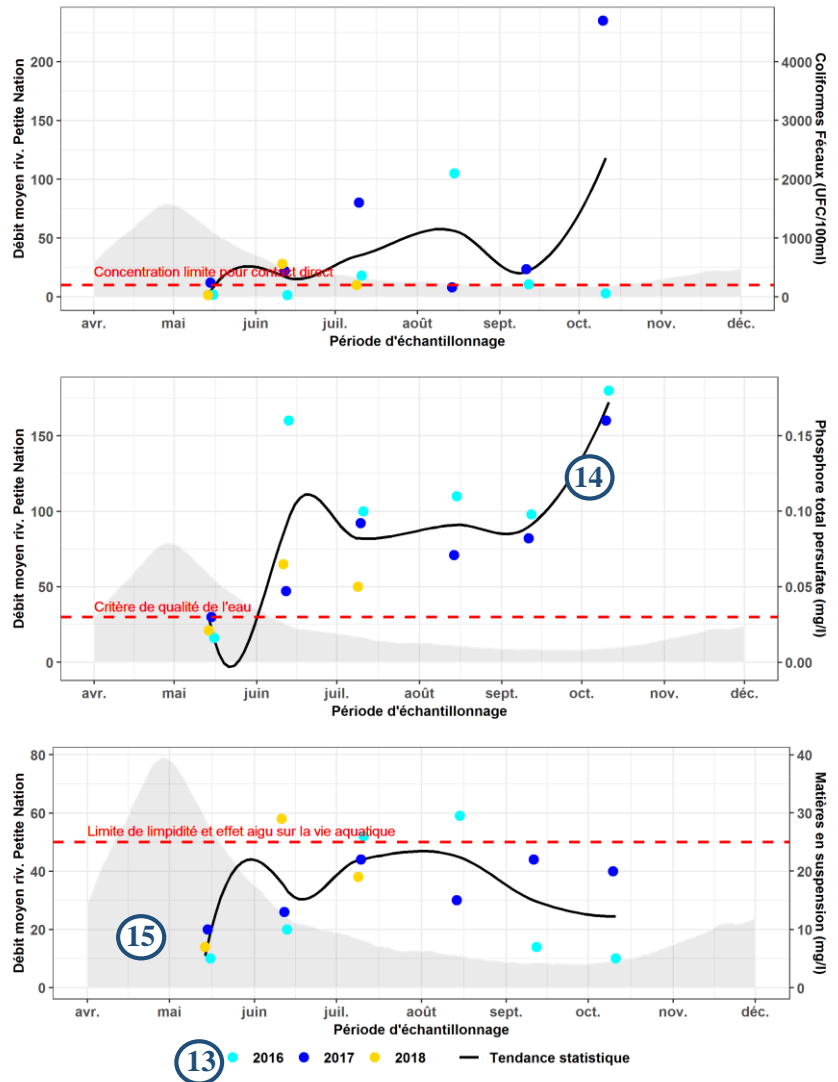 Débit moyen riv. Petite Nation
200
150
100
50
0
4000
3000
2000
1000
0
Coliformes Fécaux (UFC/100ml)
Concentration limite pour contact direct
avr. mai juin juil. août sept. oct. nov. déc.
Période d'échantillonnage
Débit moyen riv. Petite Nation
150
100
50
0
0.15
0.10
0.05
0.00
Phosphore total persufate (mg/l)
14
Critère de qualité de l'eau
avr. mai juin juil. août sept. oct. nov. déc.
Période d'échantillonnage
Débit moyen riv. Petite Nation
80
60
40
20
0
40
30
20
10
0
Matières en suspension (mg/l)
Limite de limpidité et effet aigu sur la vie aquatique
15
avr. mai juin juil. août sept. oct. nov. déc.
Période d'échantillonnage
13 2016 2017 2018 Tendance statistique